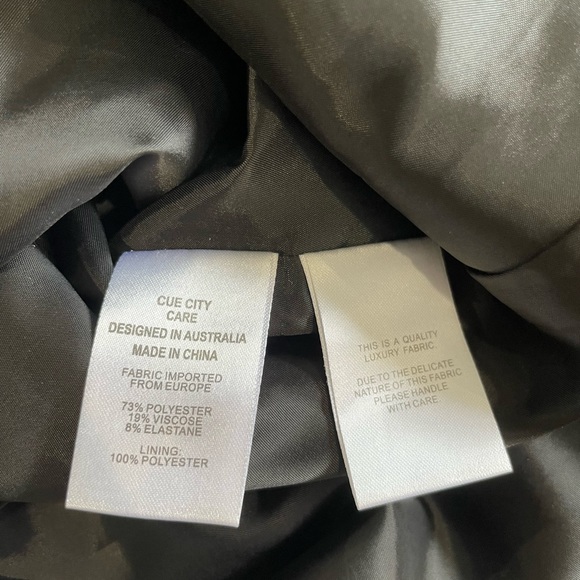 CUE CITY
CARE
DESIGNED IN AUSTRALIA
MADE IN CHINA
FABRIC IMPORTED
FROM EUROPE
73% POLYESTER
19% VISCOSE
8% ELASTANE
LINING:
100% POLYESTER
THIS IS A QUALITY
LUXURY FABRIC.
DUE TO THE DELICATE
NATURE OF THIS FABRIC
PLEASE HANDLE
WITH CARE